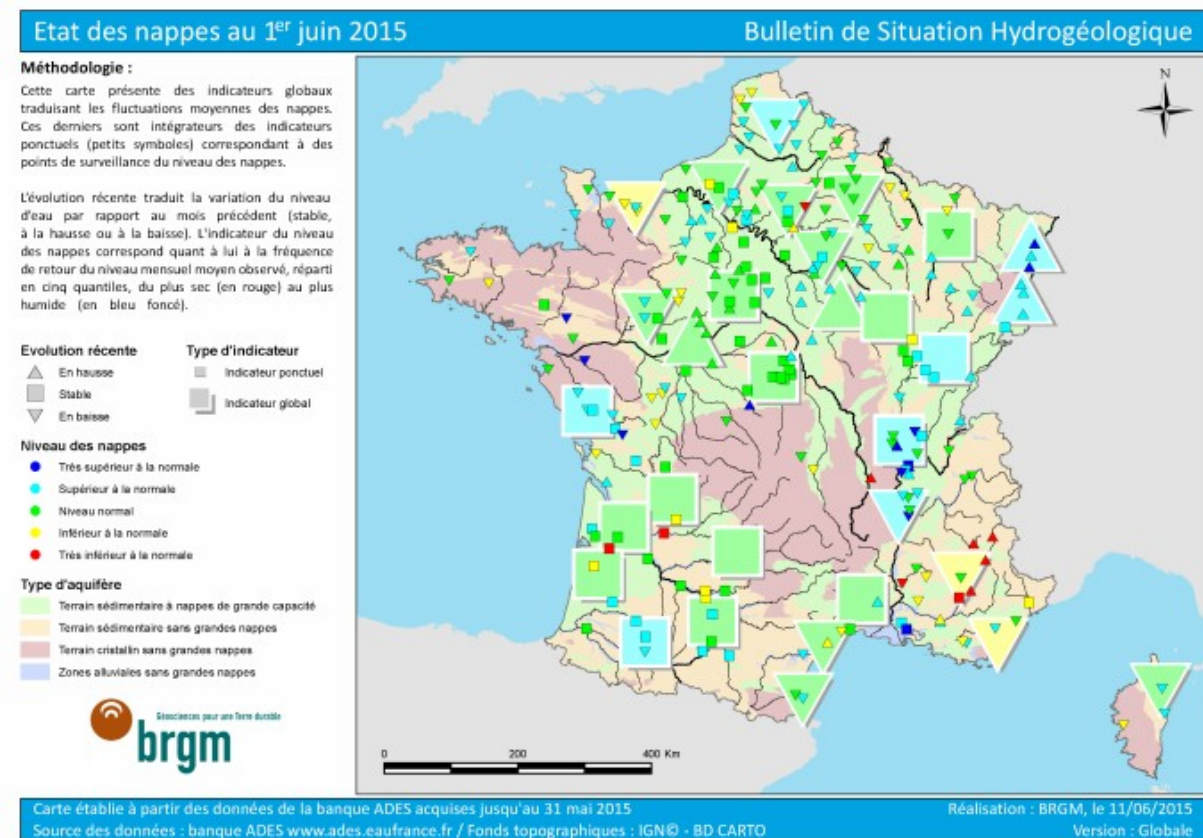 Etat des nappes au 1er juin 2015
Bulletin de Situation Hydrogéologique
Méthodologie :
Cette carte présente des indicateurs globaux
traduisant les fluctuations moyennes des nappes.
Ces derniers sont intégrateurs des indicateurs
ponctuels (petits symboles) correspondant à des
points de surveillance du niveau des nappes.
L'évolution récente traduit la variation du niveau
d'eau par rapport au mois précédent (stable,
à la hausse ou à la baisse). L'indicateur du niveau
des nappes correspond quant à lui à la fréquence
de retour du niveau mensuel moyen observé, réparti
en cinq quantiles, du plus sec (en rouge) au plus
humide (en bleu foncé).
Evolution récente
En hausse
Stable
En baisse
Type d'indicateur
Indicateur ponctuel
Indicateur global
Niveau des nappes
Très supérieur à la normale
Supérieur à la normale
Niveau normal
Inférieur à la normale
Très inférieur à la normale
Type d'aquifère
Terrain sédimentaire à nappes de grande capacité
Terrain sédimentaire sans grandes nappes
Terrain cristallin sans grandes nappes
Zones alluviales sans grandes nappes
Géosciences pour une Terre durable
brgm
N
0 200 400 Km
Carte établie à partir des données de la banque ADES acquises jusqu'au 31 mai 2015
Source des données : banque ADES www.ades.eaufrance.fr / Fonds topographiques : IGN© - BD CARTO
Réalisation : BRGM, le 11/06/2015
Version : Globale